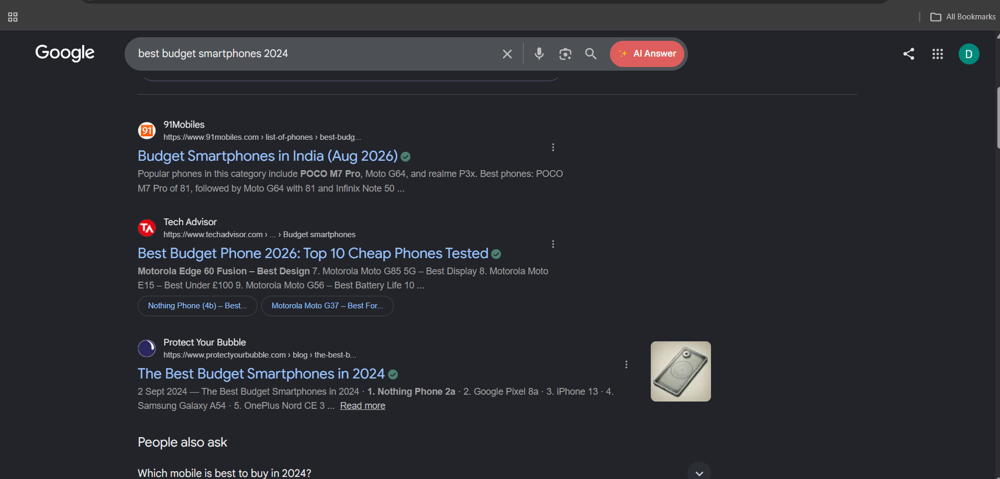 All Bookmarks
Google
best budget smartphones 2024
AI Answer
D
91
91Mobiles
https://www.91mobiles.com › list-of-phones › best-budg...
Budget Smartphones in India (Aug 2026)
Popular phones in this category include POCO M7 Pro, Moto G64, and realme P3x. Best phones: POCO
M7 Pro of 81, followed by Moto G64 with 81 and Infinix Note 50 ...
TA
Tech Advisor
https://www.techadvisor.com › ... › Budget smartphones
Best Budget Phone 2026: Top 10 Cheap Phones Tested
Motorola Edge 60 Fusion – Best Design 7. Motorola Moto G85 5G – Best Display 8. Motorola Moto
E15 – Best Under £100 9. Motorola Moto G56 – Best Battery Life 10 ...
Nothing Phone (4b) – Best...
Motorola Moto G37 – Best For...
Protect Your Bubble
https://www.protectyourbubble.com › blog › the-best-b...
The Best Budget Smartphones in 2024
2 Sept 2024 — The Best Budget Smartphones in 2024 · 1. Nothing Phone 2a · 2. Google Pixel 8a · 3. iPhone 13 · 4.
Samsung Galaxy A54 · 5. OnePlus Nord CE 3 ... Read more
People also ask
Which mobile is best to buy in 2024?